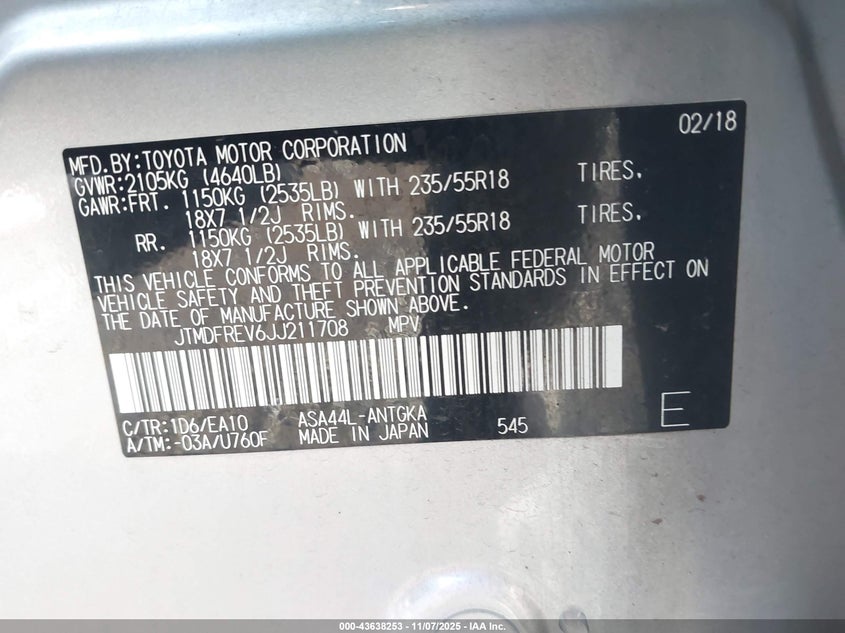 02/18
MFD.BY:TOYOTA MOTOR CORPORATION
GVWR:2105KG (4640LB)
GAWR:FRT. 1150KG (2535LB) WITH 235/55R18 TIRES,
18X7 1/2J RIMS.
RR. 1150KG (2535LB) WITH 235/55R18 TIRES,
18X7 1/2J RIMS.
THIS VEHICLE CONFORMS TO ALL APPLICABLE FEDERAL MOTOR
VEHICLE SAFETY AND THEFT PREVENTION STANDARDS IN EFFECT ON
THE DATE OF MANUFACTURE SHOWN ABOVE.
JTMDFREV6JJ211708 MPV
C/TR:1D6/EA10 ASA44L-ANTGKA
A/TM:-03A/U760F MADE IN JAPAN 545 E
000-43638253 - 11/07/2025 - IAA Inc.